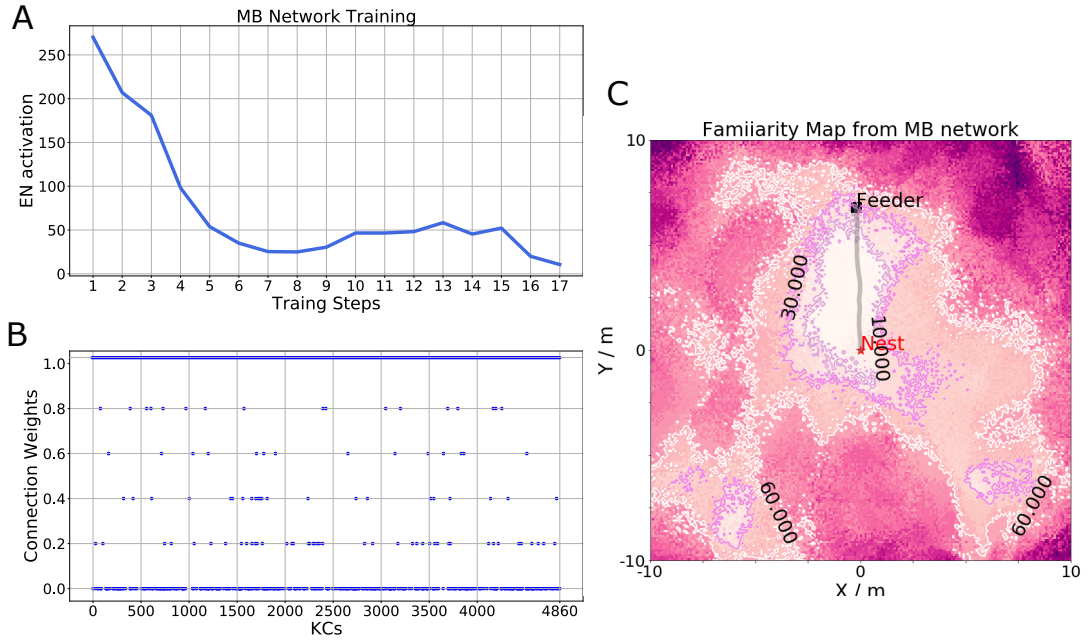 A
MB Network Training
EN activation
250
200
150
100
50
0
1 2 3 4 5 6 7 8 9 10 11 12 13 14 15 16 17
Traing Steps
B
Connection Weights
1.0
0.8
0.6
0.4
0.2
0.0
0 500 1000 1500 2000 2500 3000 3500 4000 4860
KCs
C
Famiiarity Map from MB network
Y / m
10
0
-10
Feeder
30.000
10.000
Nest
60.000
60.000
-10 0 10
X / m